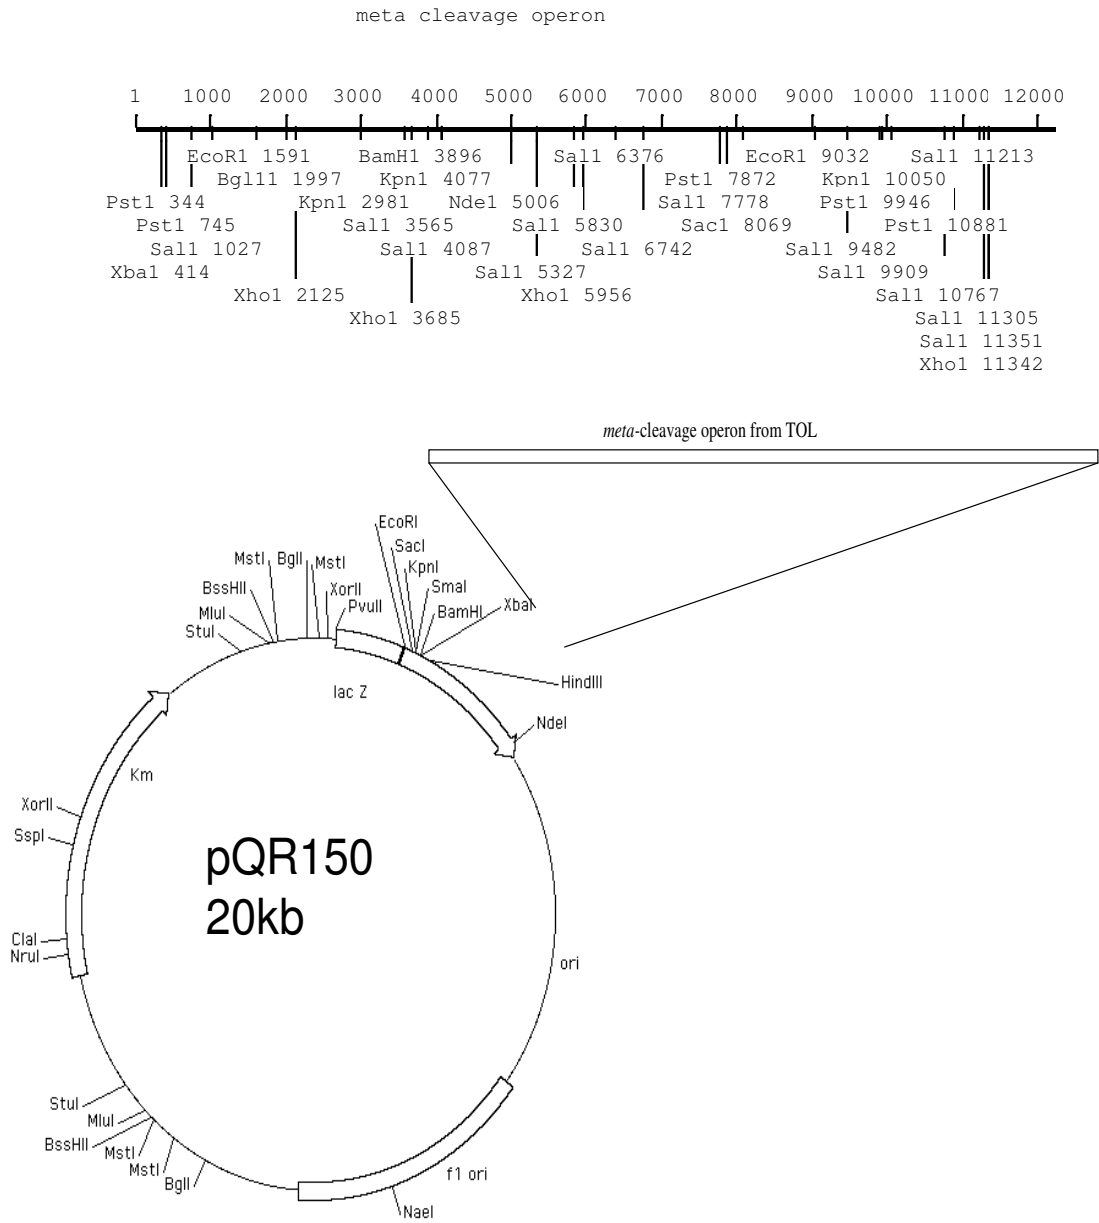 meta cleavage operon
1 1000 2000 3000 4000 5000 6000 7000 8000 9000 10000 11000 12000
EcoR1 1591 BamH1 3896 Sal1 6376 EcoR1 9032 Sal1 11213
Bgl11 1997 Kpn1 4077 Pst1 7872 Kpn1 10050
Pst1 344 Kpn1 2981 Nde1 5006 Sal1 7778 Pst1 9946
Pst1 745 Sal1 3565 Sal1 5830 Sac1 8069 Pst1 10881
Sal1 1027 Sal1 4087 Sal1 6742 Sal1 9482
Xba1 414 Sal1 5327 Sal1 9909
Xho1 2125 Xho1 5956 Sal1 10767
Xho1 3685 Sal1 11305
Sal1 11351
Xho1 11342
meta-cleavage operon from TOL
EcoRI
SacI
KpnI
SmaI
BamHI
XbaI
MstI
BglI
MstI
XorII
PvuII
BssHII
MluI
StuI
lac Z
HindIII
NdeI
Km
XorII
SspI
pQR150
20kb
ClaI
NruI
ori
StuI
MluI
BssHII
MstI
MstI
BglI
f1 ori
NaeI